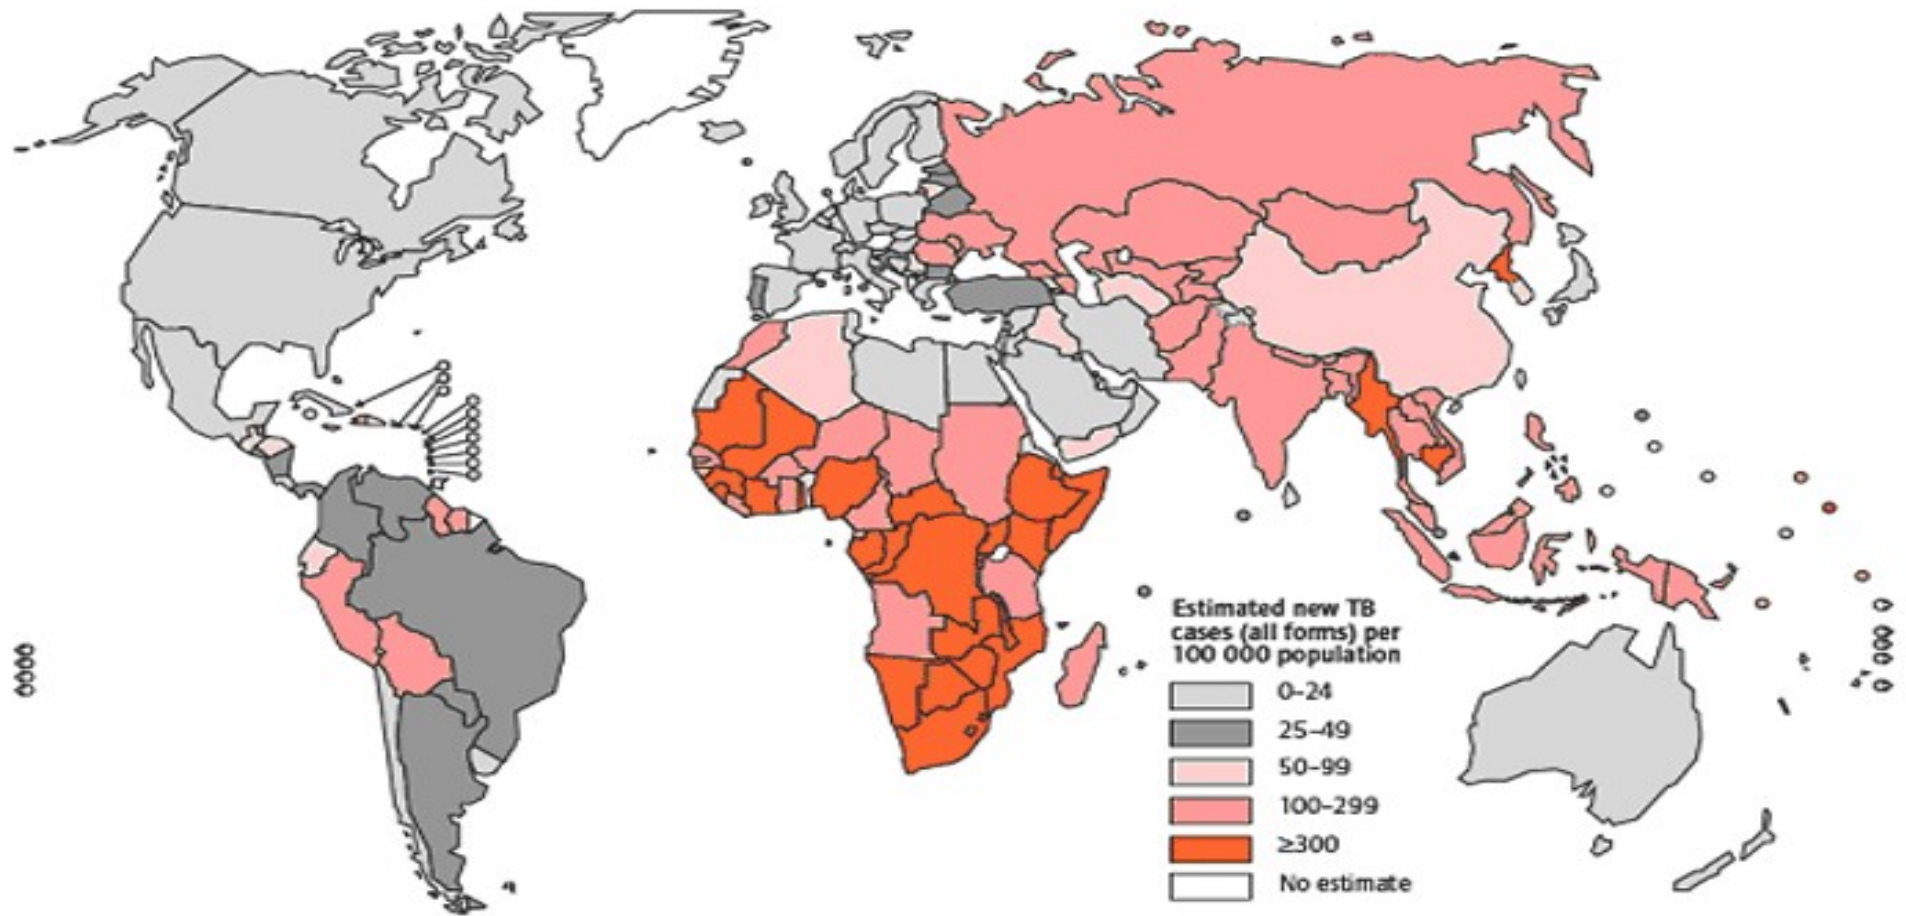 Estimated new TB
cases (all forms) per
100 000 population
0–24
25–49
50–99
100–299
≥300
No estimate